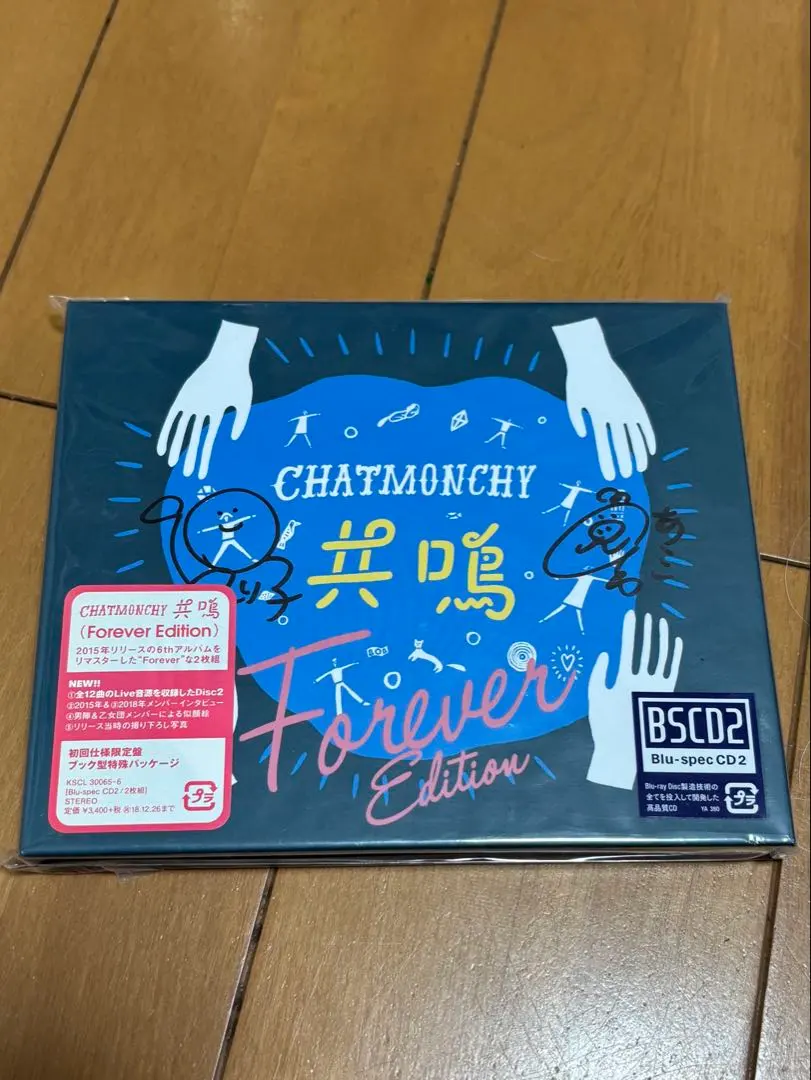 CHATMONCHY
共鳴
Forever
Edition
CHATMONCHY 共鳴
(Forever Edition)
2015年リリースの6thアルバムを
リマスターした"Forever"な2枚組
NEW!!
①全12曲のLive音源を収録したDisc2
②2015年&③2018年メンバーインタビュー
④男陣&乙女団メンバーによる似顔絵
⑤リリース当時の撮り下ろし写真
初回仕様限定盤
ブック型特殊パッケージ
KSCL 30065-6
[Blu-spec CD2/2枚組]
STEREO
定価 ¥3,400+税 Ⓡ18.12.26まで
プラ
BSCD2
Blu-spec CD2
Blu-ray Disc製造技術の
全てを投入して開発した
高品質CD
YA 360
プラ
あこ